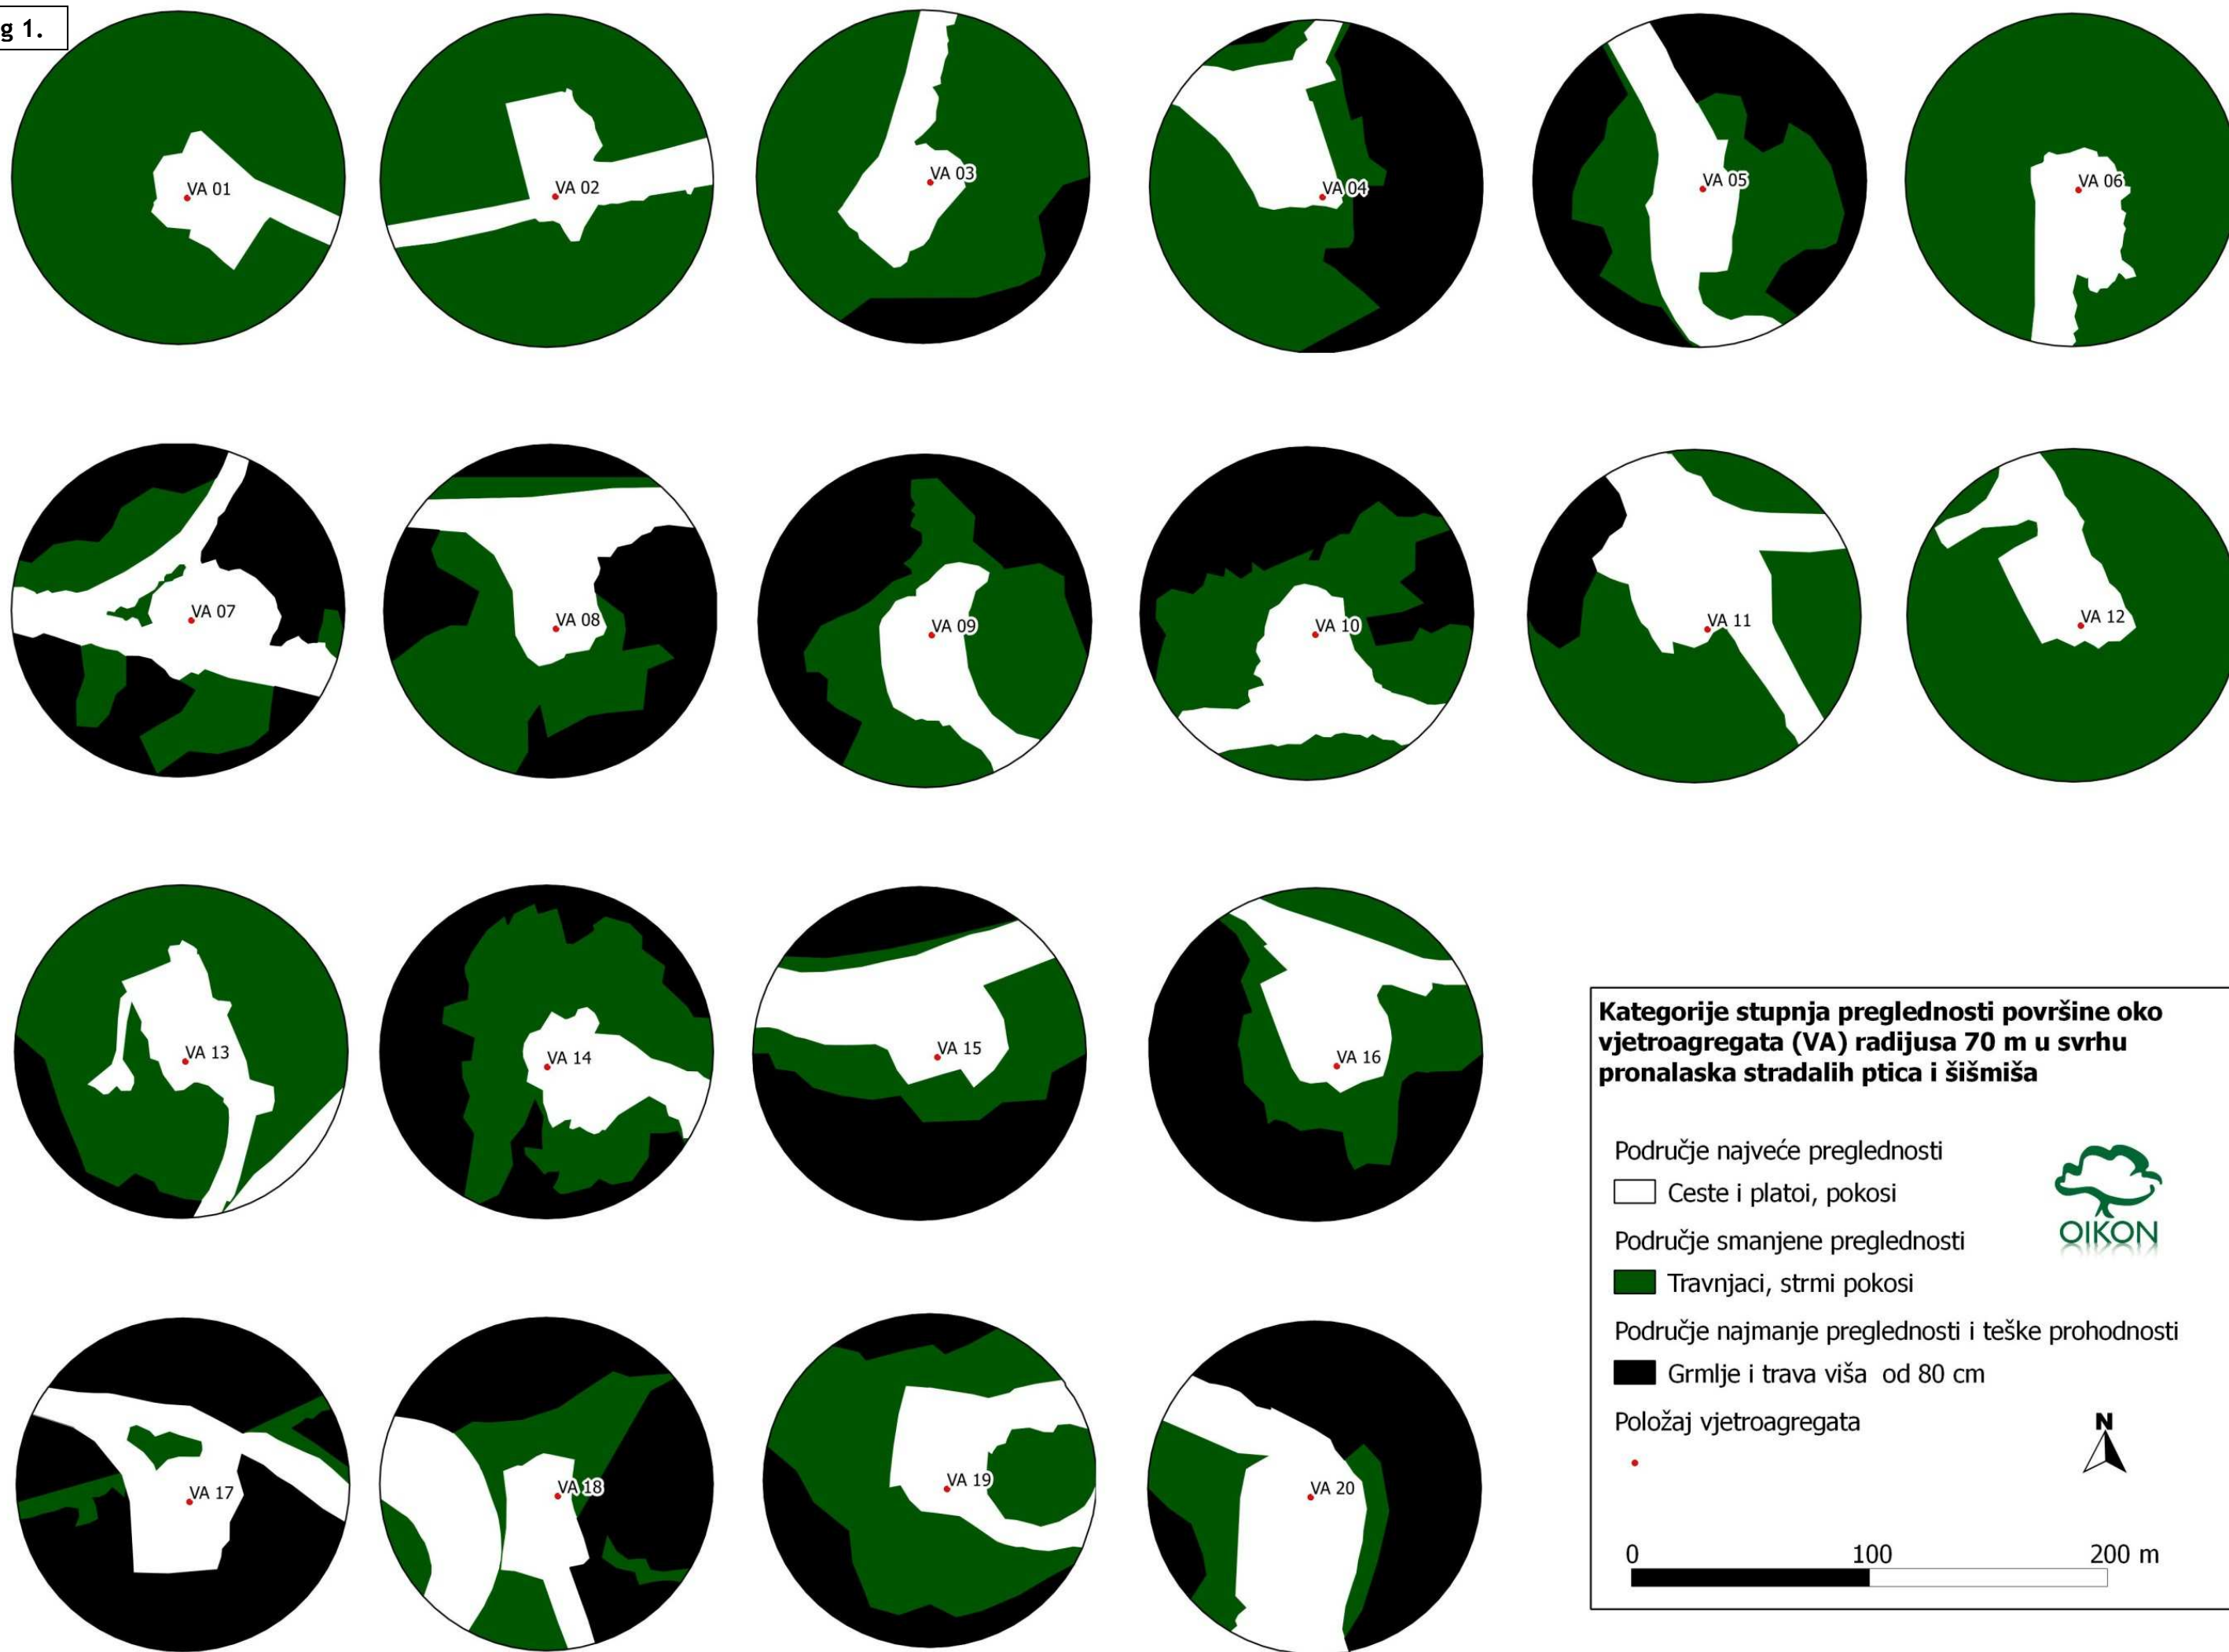 g 1.
VA 01
VA 02
VA 03
VA 04
VA 05
VA 06
VA 07
VA 08
VA 09
VA 10
VA 11
VA 12
VA 13
VA 14
VA 15
VA 16
VA 17
VA 18
VA 19
VA 20
Kategorije stupnja preglednosti površine oko
vjetroagregata (VA) radijusa 70 m u svrhu
pronalaska stradalih ptica i šišmiša
Područje najveće preglednosti
Ceste i platoi, pokosi
Područje smanjene preglednosti
OIKON
Travnjaci, strmi pokosi
Područje najmanje preglednosti i teške prohodnosti
Grmlje i trava viša od 80 cm
Položaj vjetroagregata
N
0 100 200 m